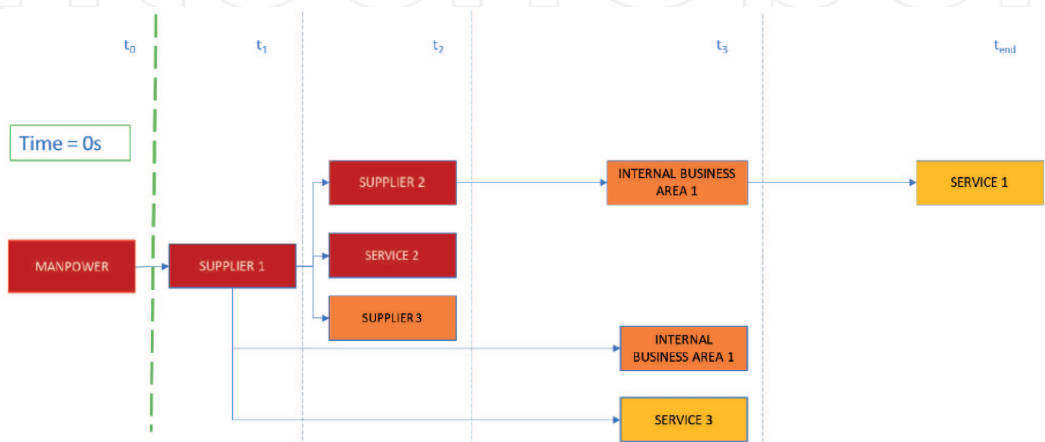 t0 t1 t2 t3 tend
Time = 0s
SUPPLIER 2
INTERNAL BUSINESS
AREA 1
SERVICE 1
MANPOWER
SUPPLIER 1
SERVICE 2
SUPPLIER 3
INTERNAL
BUSINESS AREA 1
SERVICE 3